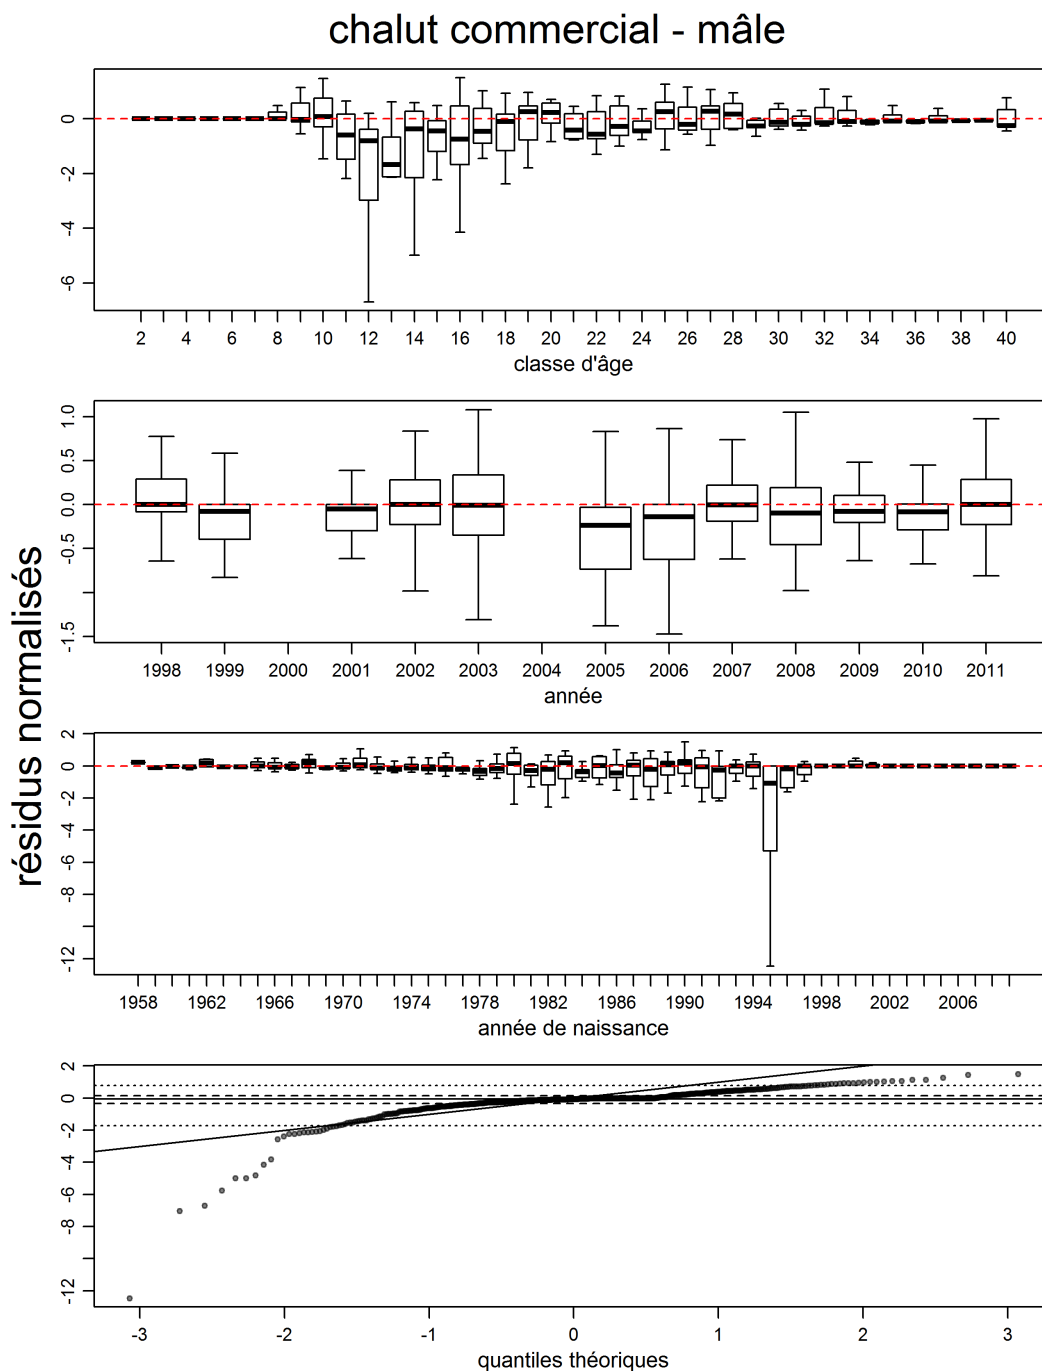 chalut commercial - mâle
résidus normalisés
0
-2
-4
-6
2 4 6 8 10 12 14 16 18 20 22 24 26 28 30 32 34 36 38 40
classe d'âge
1.0
0.5
0.0
-0.5
-1.5
1998 1999 2000 2001 2002 2003 2004 2005 2006 2007 2008 2009 2010 2011
année
2
0
-2
-4
-6
-8
-12
1958 1962 1966 1970 1974 1978 1982 1986 1990 1994 1998 2002 2006
année de naissance
2
0
-2
-4
-6
-8
-12
-3 -2 -1 0 1 2 3
quantiles théoriques